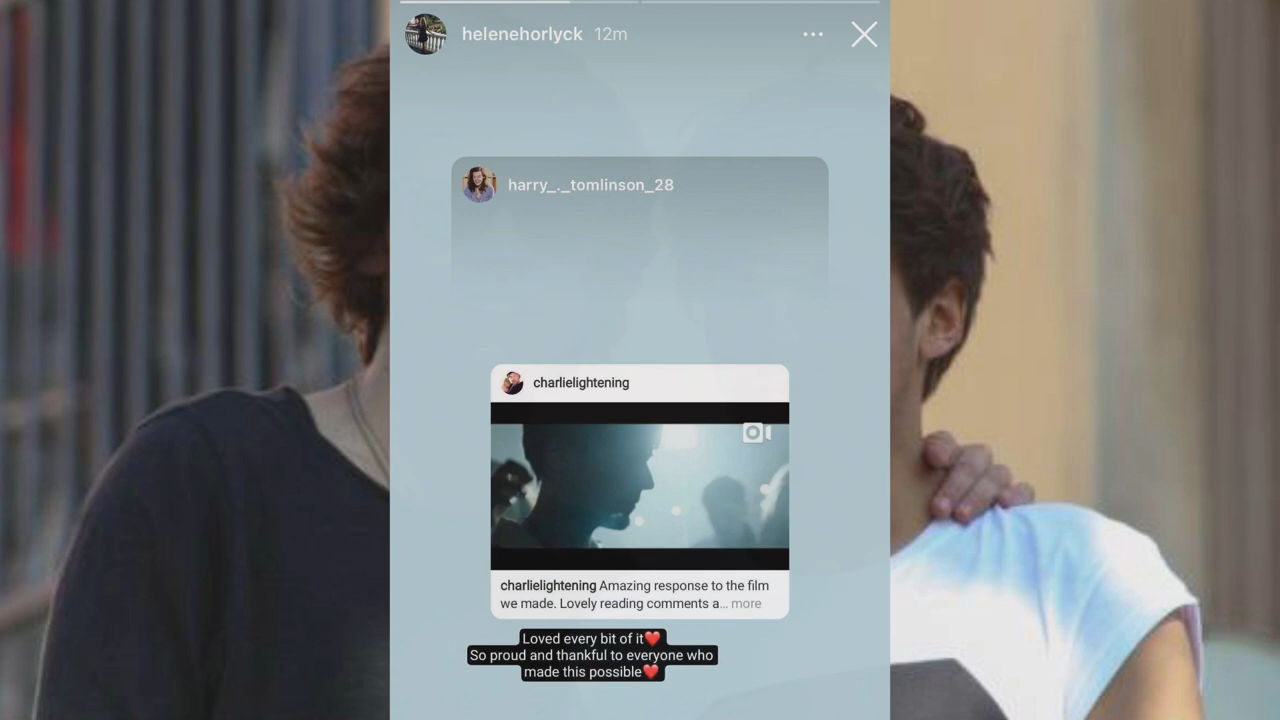 helenehorlyck 12m
harry_._tomlinson_28
charlielightening
charlielightening Amazing response to the film
we made. Lovely reading comments a... more
Loved every bit of it❤️
So proud and thankful to everyone who
made this possible❤️